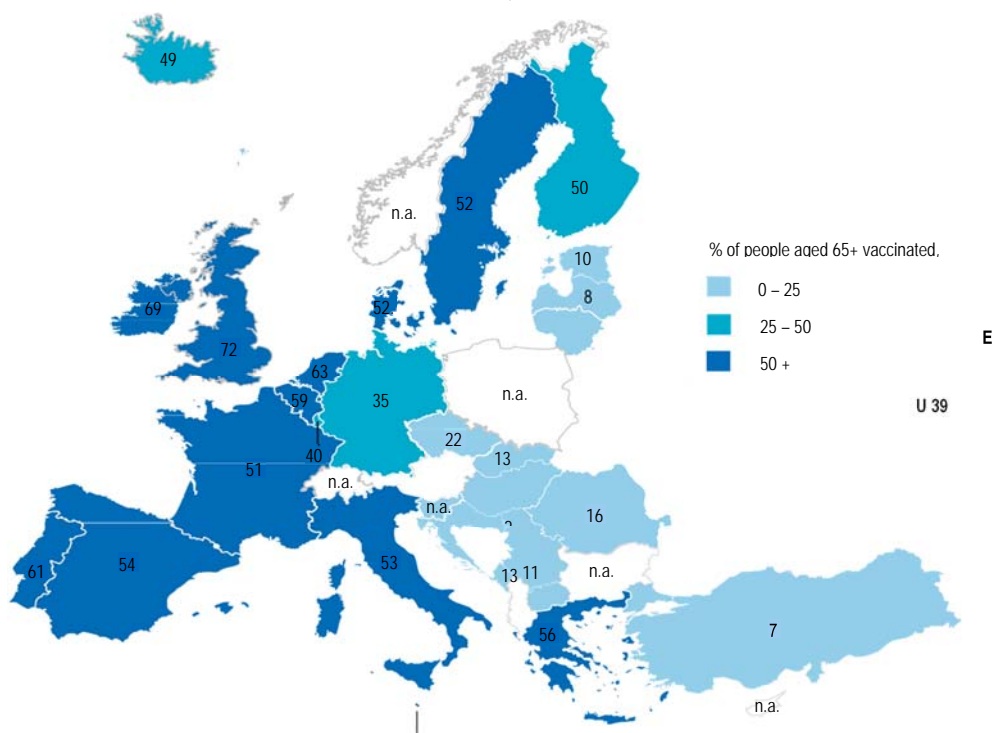 49
n.a.
52
50
% of people aged 65+ vaccinated,
0 – 25
25 – 50
50 +
10
8
69
52
72
63
59
35
n.a.
E
U 39
22
40
51
13
n.a.
n.a.
16
61
54
53
13
11
n.a.
56
7
n.a.